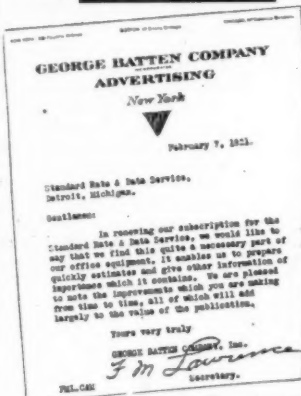 GEORGE BATTEN COMPANY
INCORPORATED
ADVERTISING
New York
February 7, 1921.
Standard Rate & Data Service,
Detroit, Michigan.
Gentlemen:
In renewing our subscription for the
Standard Rate & Data Service, we would like to
say that we find this quite a necessary part of
our office equipment. It enables us to prepare
quickly estimates and give other information of
importance which it contains. We are pleased
to note the improvements which you are making
from time to time, all of which will add
largely to the value of the publication.
Yours very truly
GEORGE BATTEN COMPANY, Inc.
F M Lawrence
Secretary.
FML.CAM